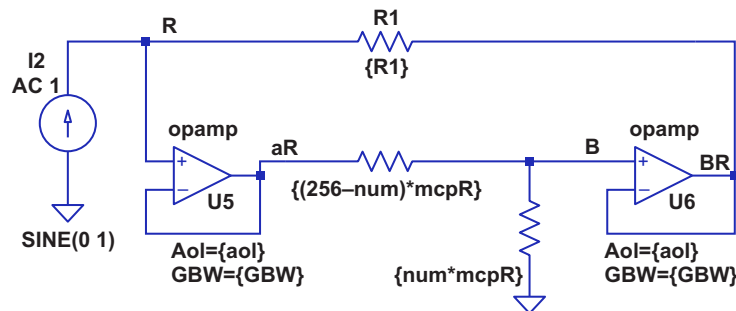 R
R1
{R1}
I2
AC 1
SINE(0 1)
opamp
+
−
U5
Aol={aol}
GBW={GBW}
aR
{(256–num)*mcpR}
{num*mcpR}
B
opamp
+
−
U6
BR
Aol={aol}
GBW={GBW}